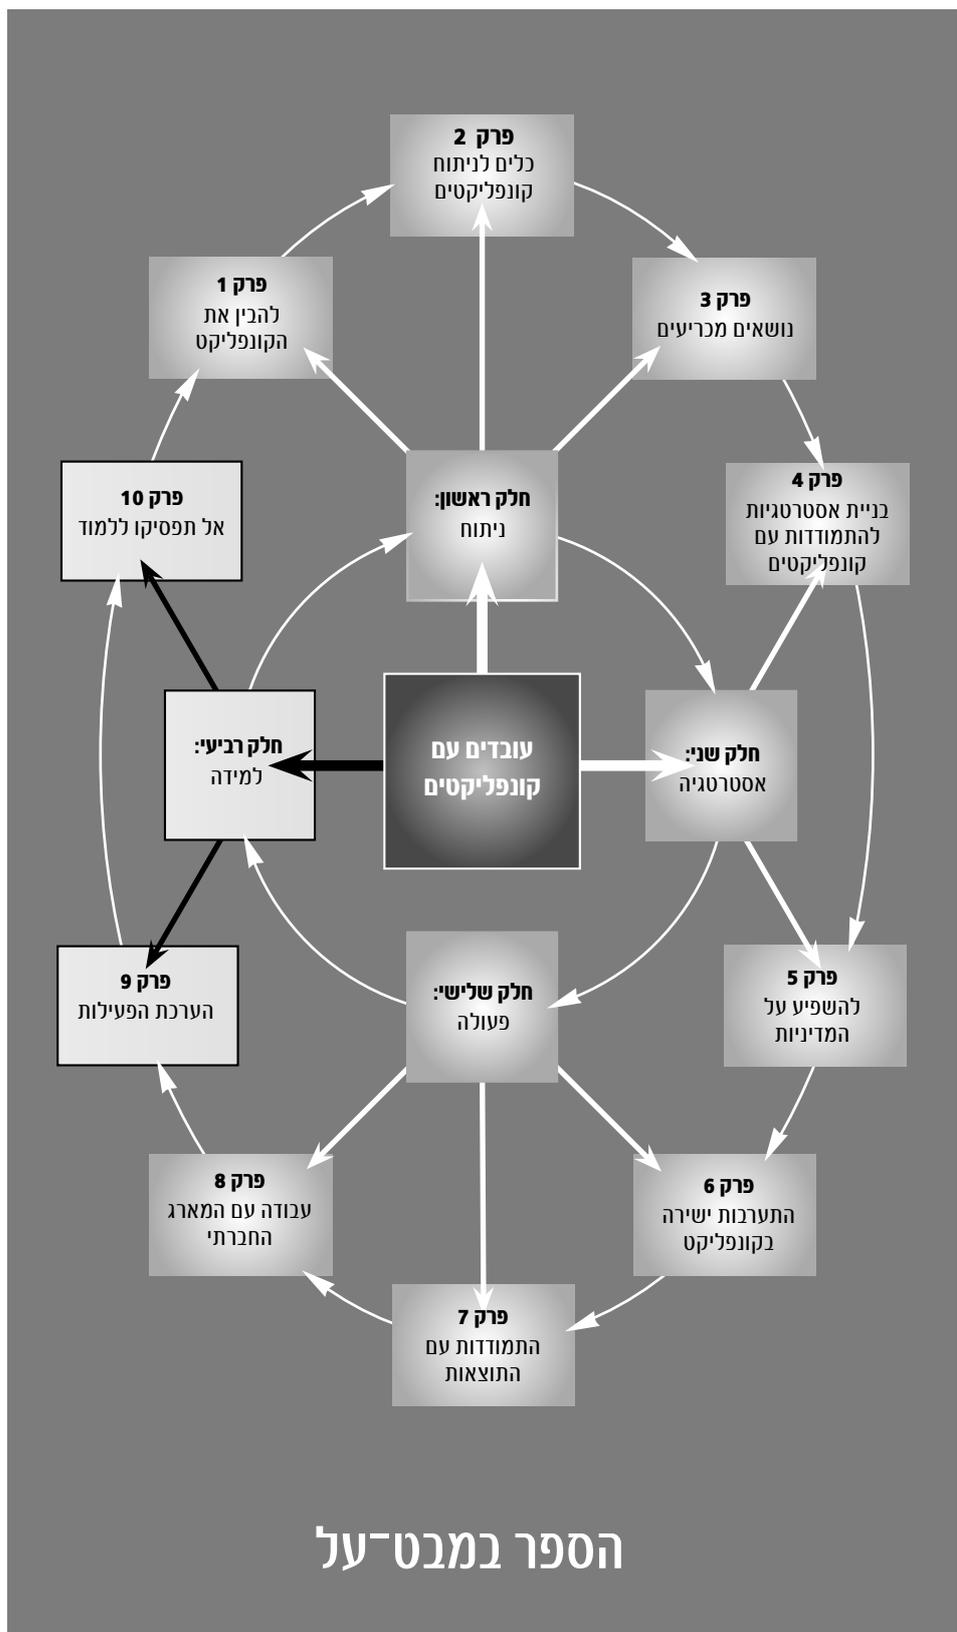 פרק 2
כלים לניתוח
קונפליקטים
פרק 1
להבין את
הקונפליקט
פרק 3
נושאים מכריעים
פרק 10
אל תפסיקו ללמוד
חלק ראשון:
ניתוח
פרק 4
בניית אסטרטגיות
להתמודדות עם
קונפליקטים
חלק רביעי:
למידה
עובדים עם
קונפליקטים
חלק שני:
אסטרטגיה
פרק 9
הערכת הפעילות
חלק שלישי:
פעולה
פרק 5
להשפיע על
המדיניות
פרק 8
עבודה עם המארג
החברתי
פרק 6
התערבות ישירה
בקונפליקט
פרק 7
התמודדות עם
התוצאות
הספר במבט־על